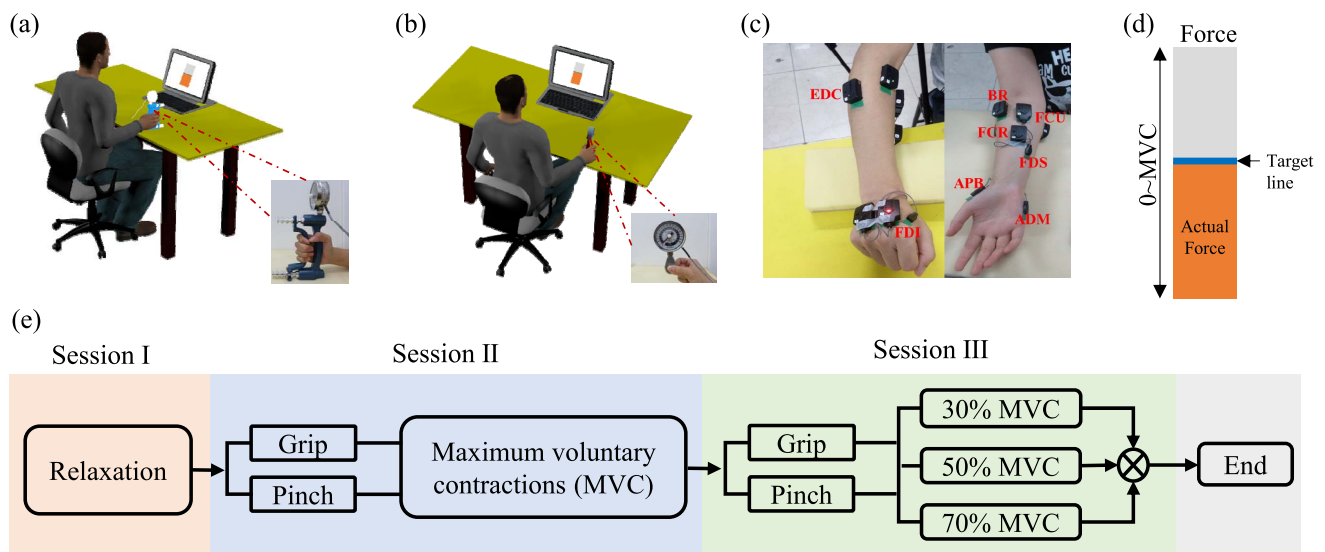 (a)
(b)
(c)
EDC
BR
FCU
FCR
FDS
APB
ADM
FDI
HE
(d)
Force
0~MVC
Target
line
Actual
Force
(e)
Session I
Session II
Session III
Relaxation
Grip
Pinch
Maximum voluntary
contractions (MVC)
Grip
Pinch
30% MVC
50% MVC
70% MVC
End